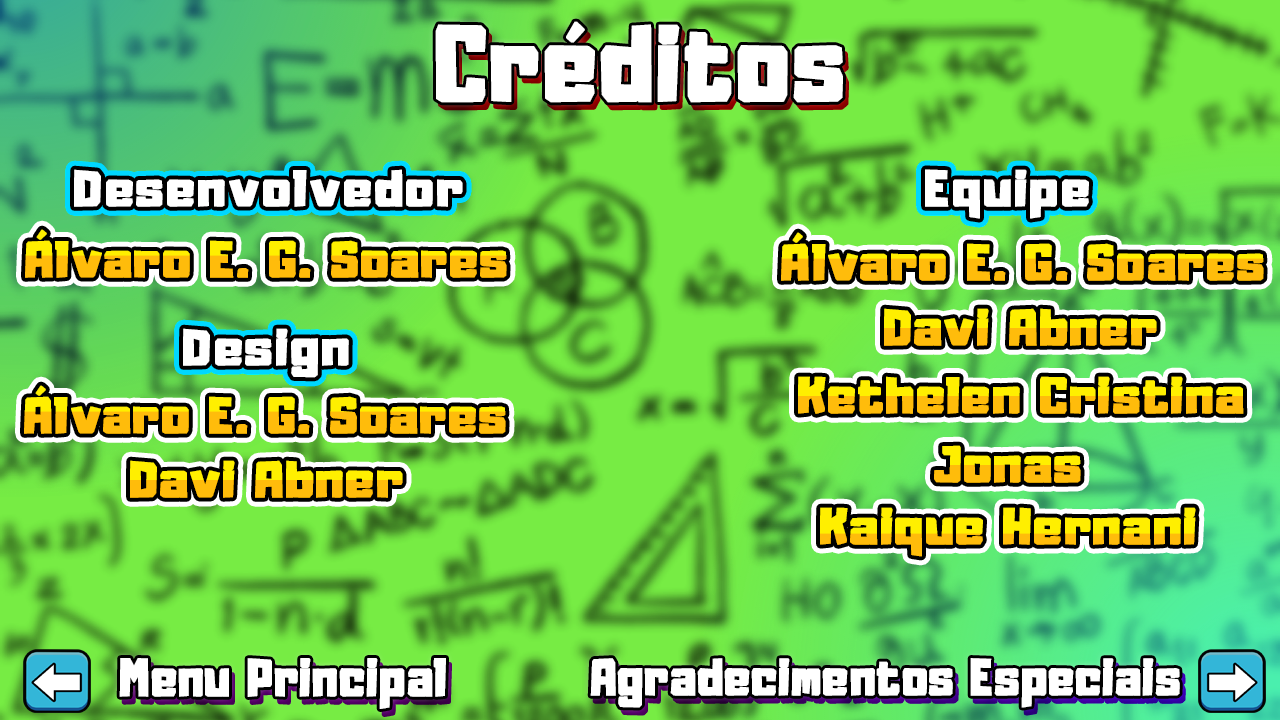 Créditos
Desenvolvedor
Álvaro E. G. Soares
Design
Álvaro E. G. Soares
Davi Abner
Equipe
Álvaro E. G. Soares
Davi Abner
Kethelen Cristina
Jonas
Kaique Hernani
Menu Principal
Agradecimentos Especiais